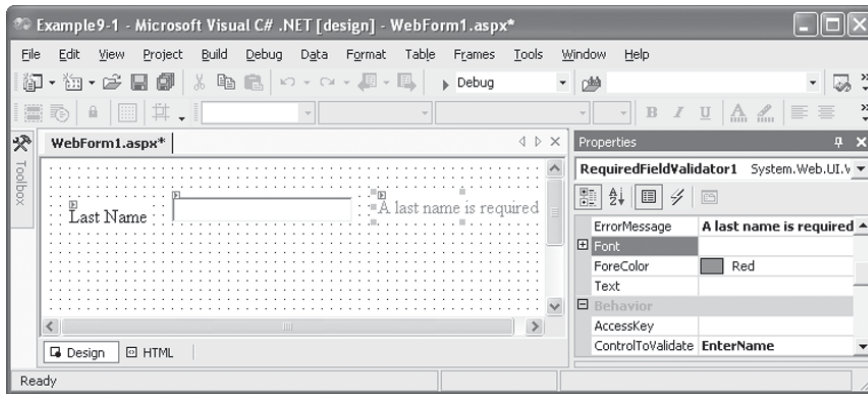 Example9-1 - Microsoft Visual C# .NET [design] - WebForm1.aspx*
File Edit View Project Build Debug Data Format Table Frames Tools Window Help
Debug
B I U A
WebForm1.aspx*
Toolbox
Last Name
A last name is required
Design HTML
Properties
RequiredFieldValidator1 System.Web.UI.
ErrorMessage A last name is required
Font
ForeColor Red
Text
Behavior
AccessKey
ControlToValidate EnterName
Ready